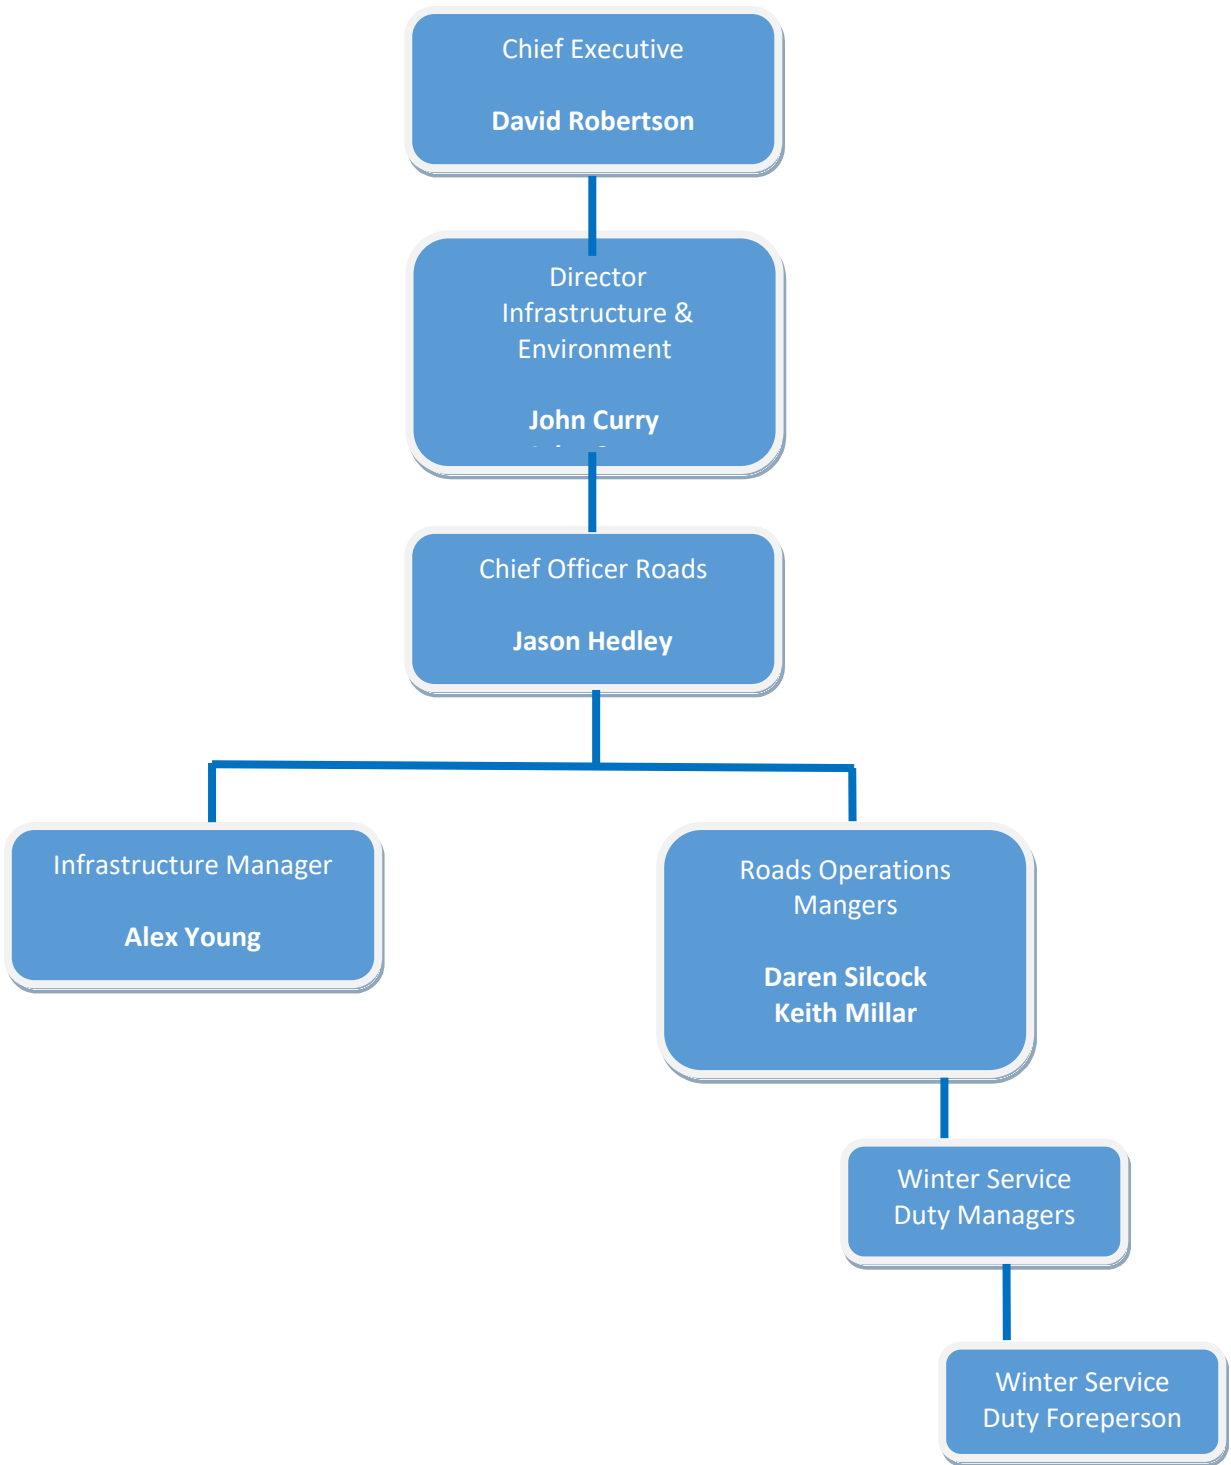 Chief Executive
David Robertson
Director
Infrastructure &
Environment
John Curry
Chief Officer Roads
Jason Hedley
Infrastructure Manager
Alex Young
Roads Operations
Mangers
Daren Silcock
Keith Millar
Winter Service
Duty Managers
Winter Service
Duty Foreperson